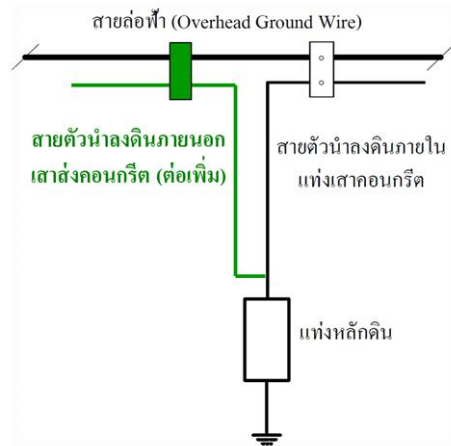 สายล่อฟ้า (Overhead Ground Wire)
สายตัวนำลงดินภายนอก
เสาส่งคอนกรีต (ต่อเพิ่ม)
สายตัวนำลงดินภายใน
แท่งเสาคอนกรีต
แท่งหลักดิน